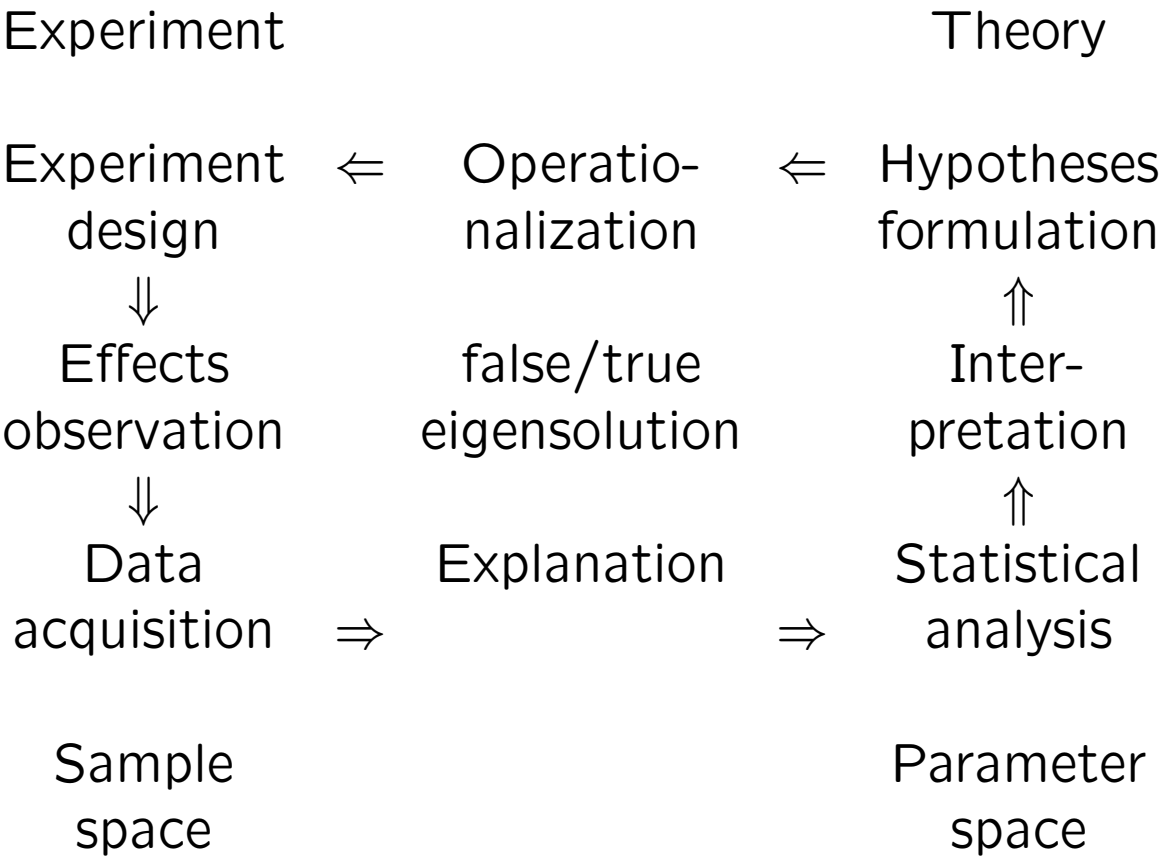 Experiment Theory
Experiment ⇐ Operatio- ⇐ Hypotheses
design nalization formulation
⇓ ⇑
Effects false/true Inter-
observation eigensolution pretation
⇓ ⇑
Data Explanation Statistical
acquisition ⇒ ⇒ analysis
Sample Parameter
space space